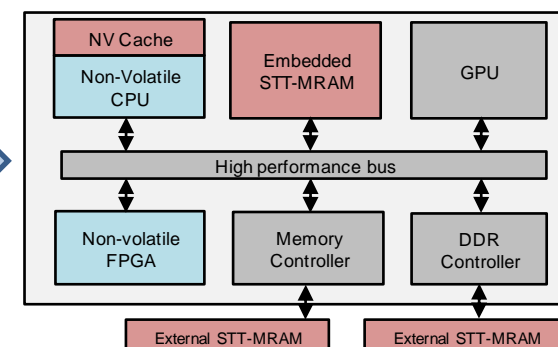 NV Cache
Non-Volatile
CPU
Embedded
STT-MRAM
GPU
High performance bus
Non-volatile
FPGA
Memory
Controller
DDR
Controller
External STT-MRAM
External STT-MRAM